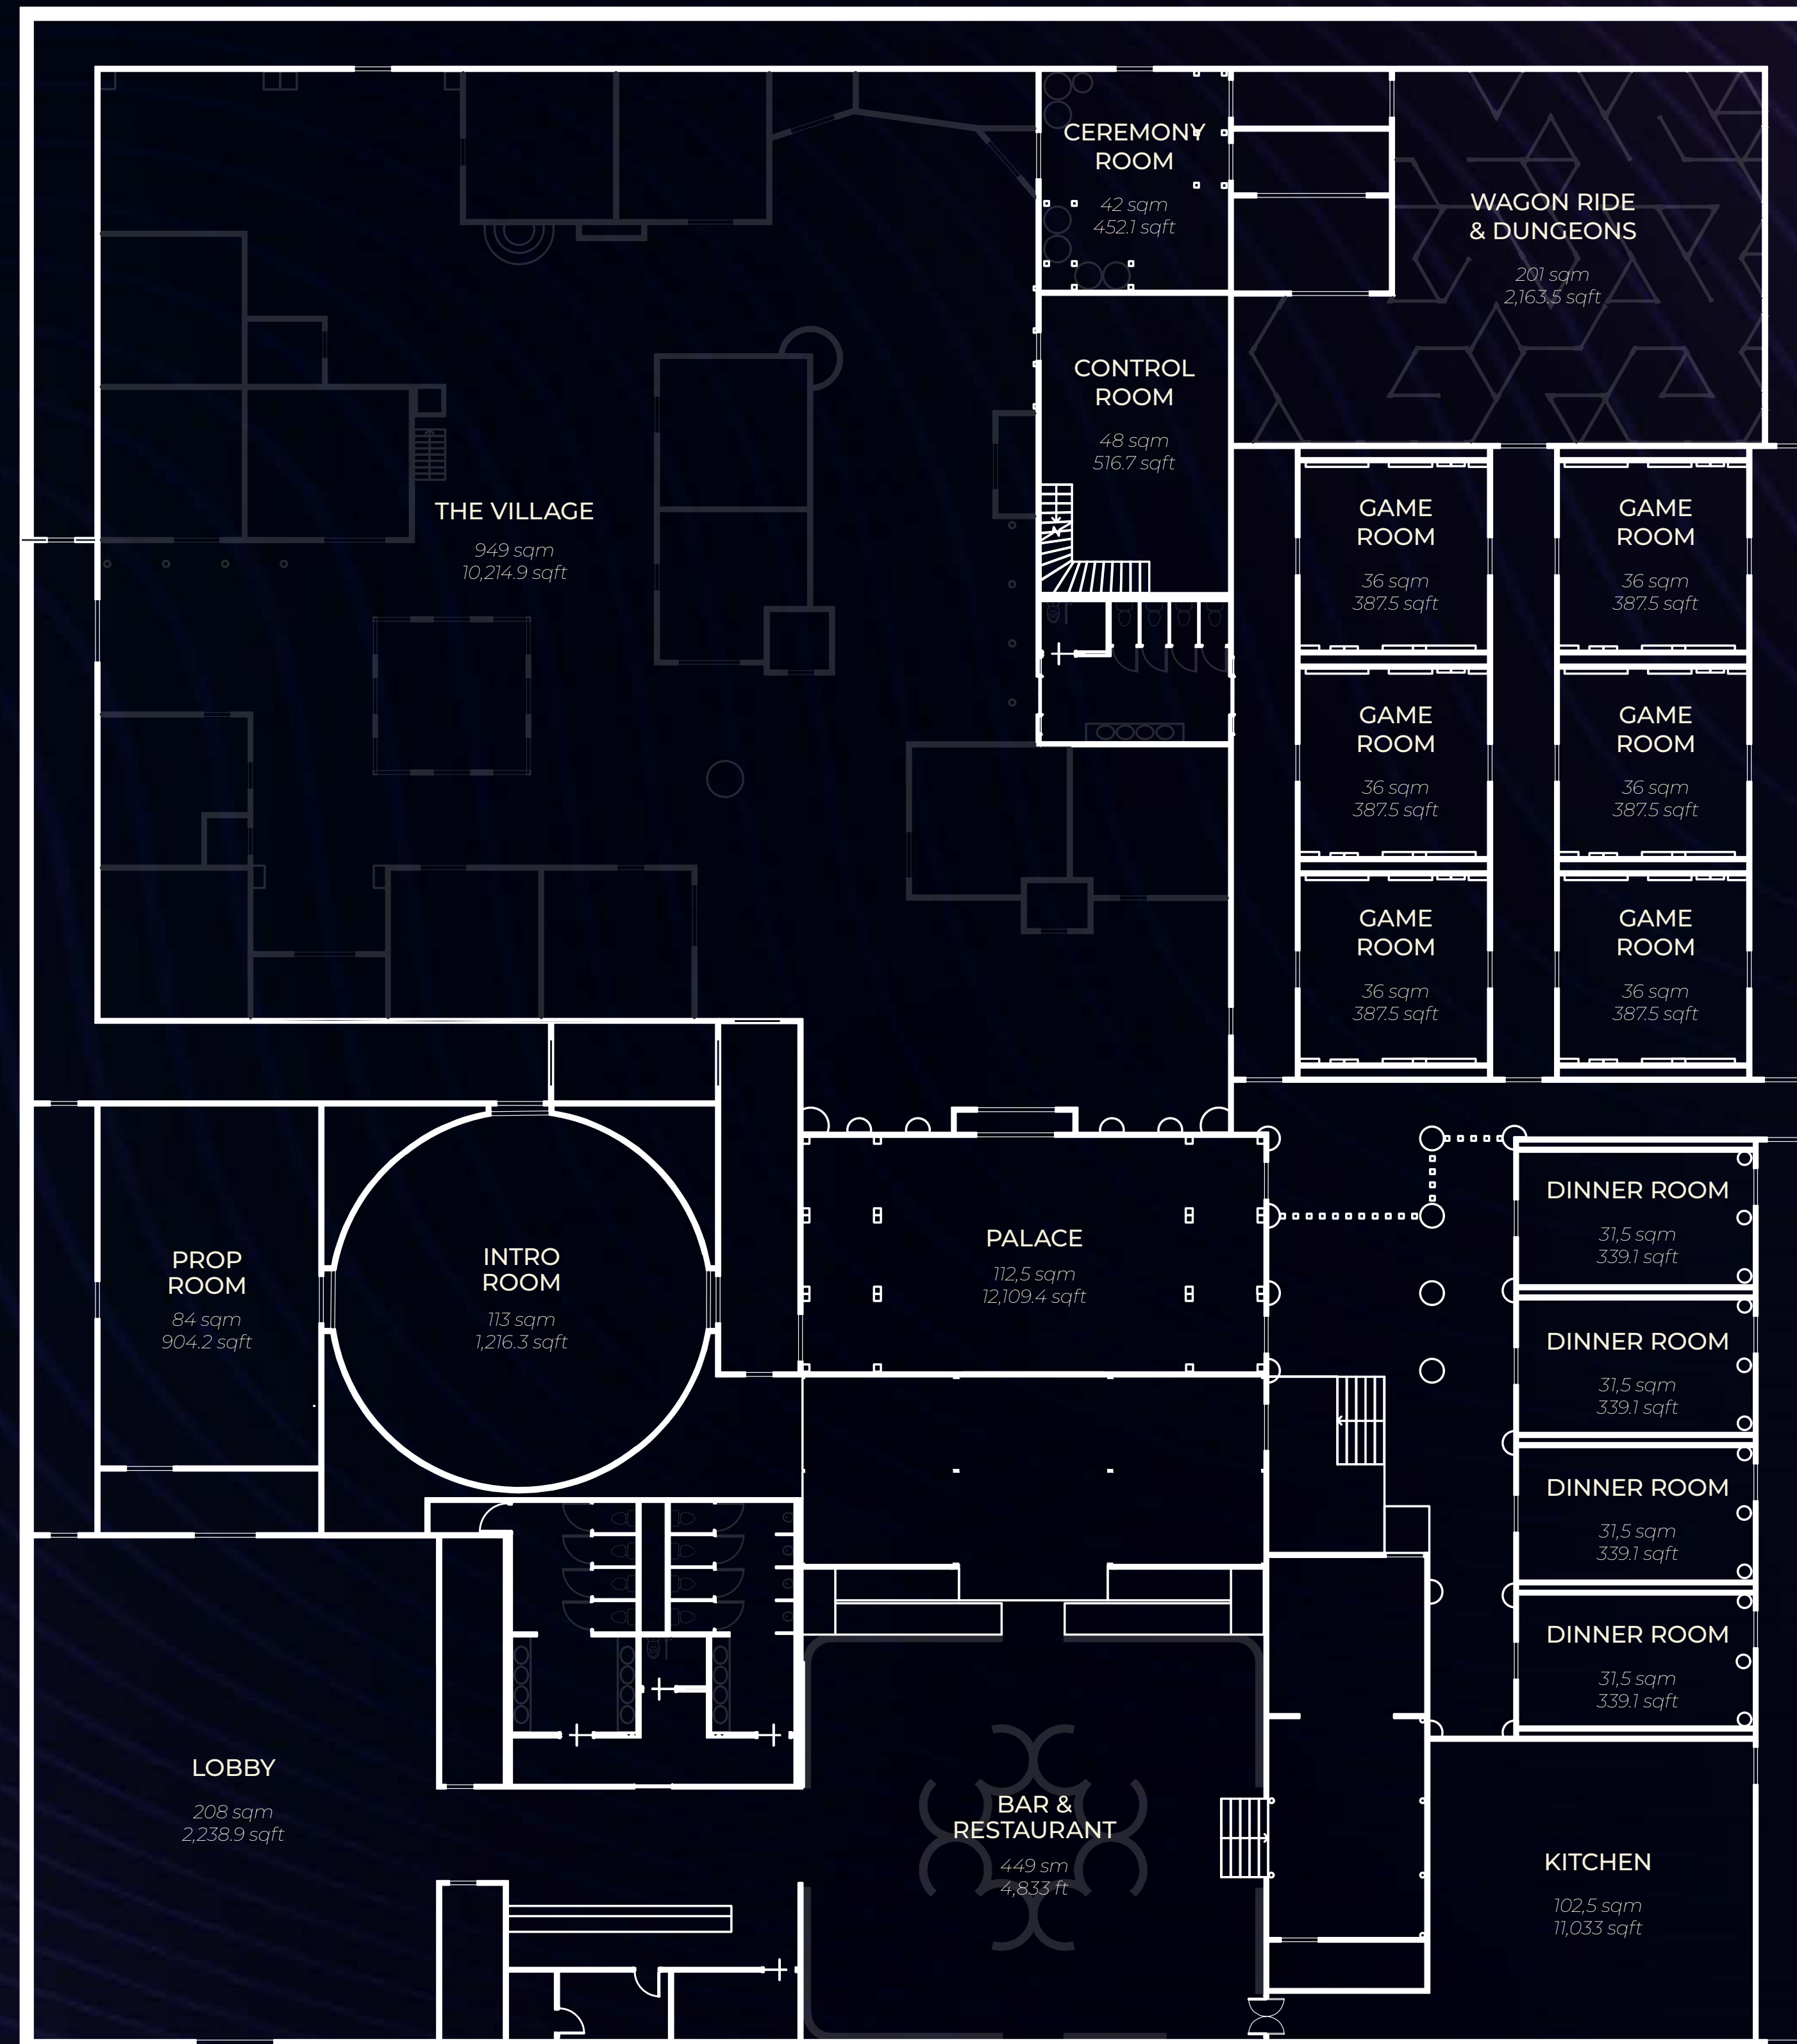 CEREMONY
ROOM
42 sqm
452.1 sqft
WAGON RIDE
& DUNGEONS
201 sqm
2,163.5 sqft
CONTROL
ROOM
48 sqm
516.7 sqft
THE VILLAGE
949 sqm
10,214.9 sqft
GAME
ROOM
36 sqm
387.5 sqft
GAME
ROOM
36 sqm
387.5 sqft
GAME
ROOM
36 sqm
387.5 sqft
GAME
ROOM
36 sqm
387.5 sqft
GAME
ROOM
36 sqm
387.5 sqft
GAME
ROOM
36 sqm
387.5 sqft
PROP
ROOM
84 sqm
904.2 sqft
INTRO
ROOM
113 sqm
1,216.3 sqft
PALACE
112,5 sqm
12,109.4 sqft
DINNER ROOM
31,5 sqm
339.1 sqft
DINNER ROOM
31,5 sqm
339.1 sqft
DINNER ROOM
31,5 sqm
339.1 sqft
DINNER ROOM
31,5 sqm
339.1 sqft
LOBBY
208 sqm
2,238.9 sqft
BAR &
RESTAURANT
449 sm
4,833 ft
KITCHEN
102,5 sqm
11,033 sqft